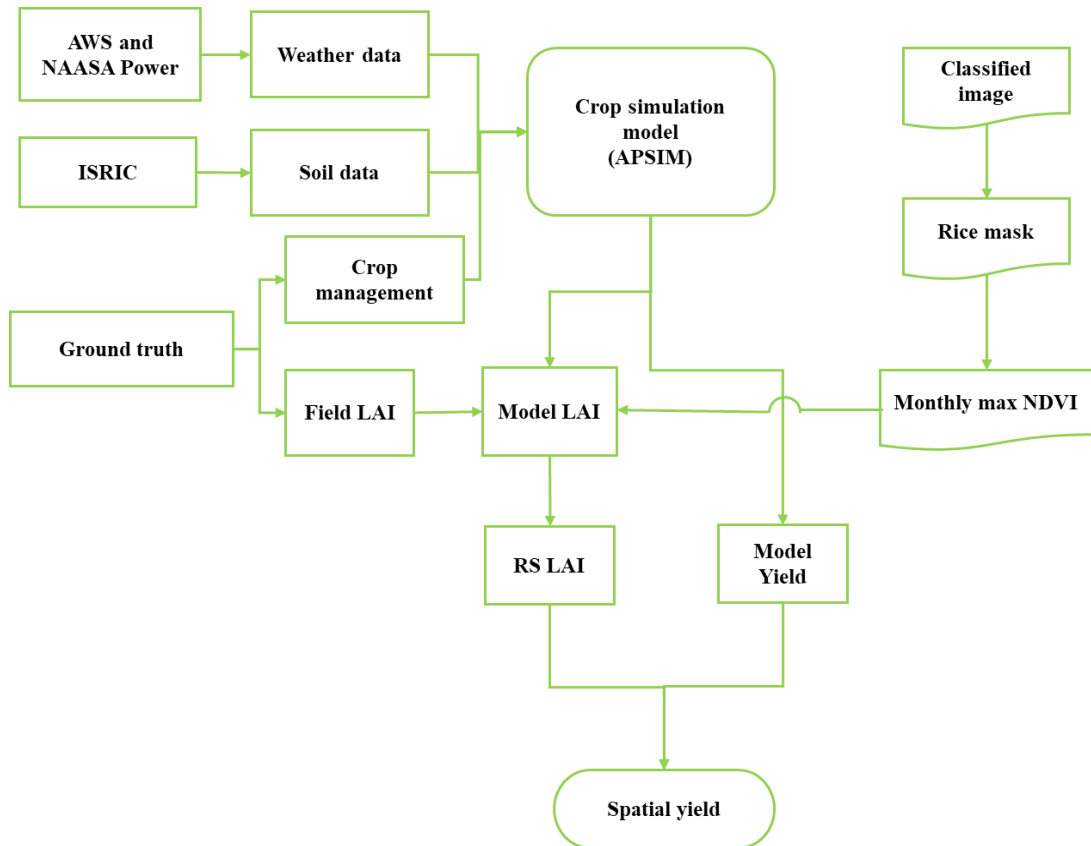 AWS and
NAASA Power
Weather data
Crop simulation
model
(APSIM)
Classified
image
ISRIC
Soil data
Rice mask
Crop
management
Ground truth
Field LAI
Model LAI
Monthly max NDVI
RS LAI
Model
Yield
Spatial yield